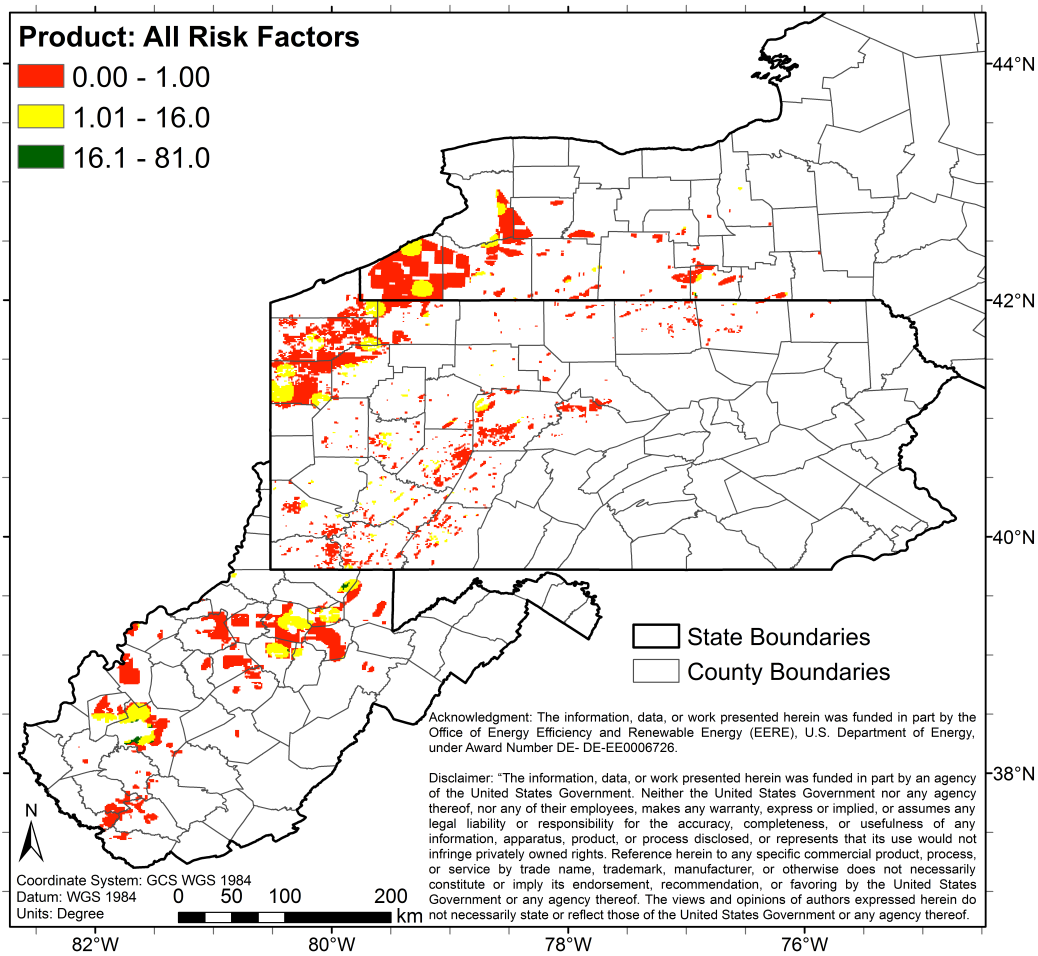 Product: All Risk Factors
0.00 - 1.00
1.01 - 16.0
16.1 - 81.0
44°N
42°N
40°N
38°N
State Boundaries
County Boundaries
Acknowledgment: The information, data, or work presented herein was funded in part by the
Office of Energy Efficiency and Renewable Energy (EERE), U.S. Department of Energy,
under Award Number DE- DE-EE0006726.
Disclaimer: “The information, data, or work presented herein was funded in part by an agency
of the United States Government. Neither the United States Government nor any agency
thereof, nor any of their employees, makes any warranty, express or implied, or assumes any
legal liability or responsibility for the accuracy, completeness, or usefulness of any
information, apparatus, product, or process disclosed, or represents that its use would not
infringe privately owned rights. Reference herein to any specific commercial product, process,
or service by trade name, trademark, manufacturer, or otherwise does not necessarily
constitute or imply its endorsement, recommendation, or favoring by the United States
Government or any agency thereof. The views and opinions of authors expressed herein do
not necessarily state or reflect those of the United States Government or any agency thereof.
N
Coordinate System: GCS WGS 1984
Datum: WGS 1984
Units: Degree
0 50 100 200
km
82°W 80°W 78°W 76°W